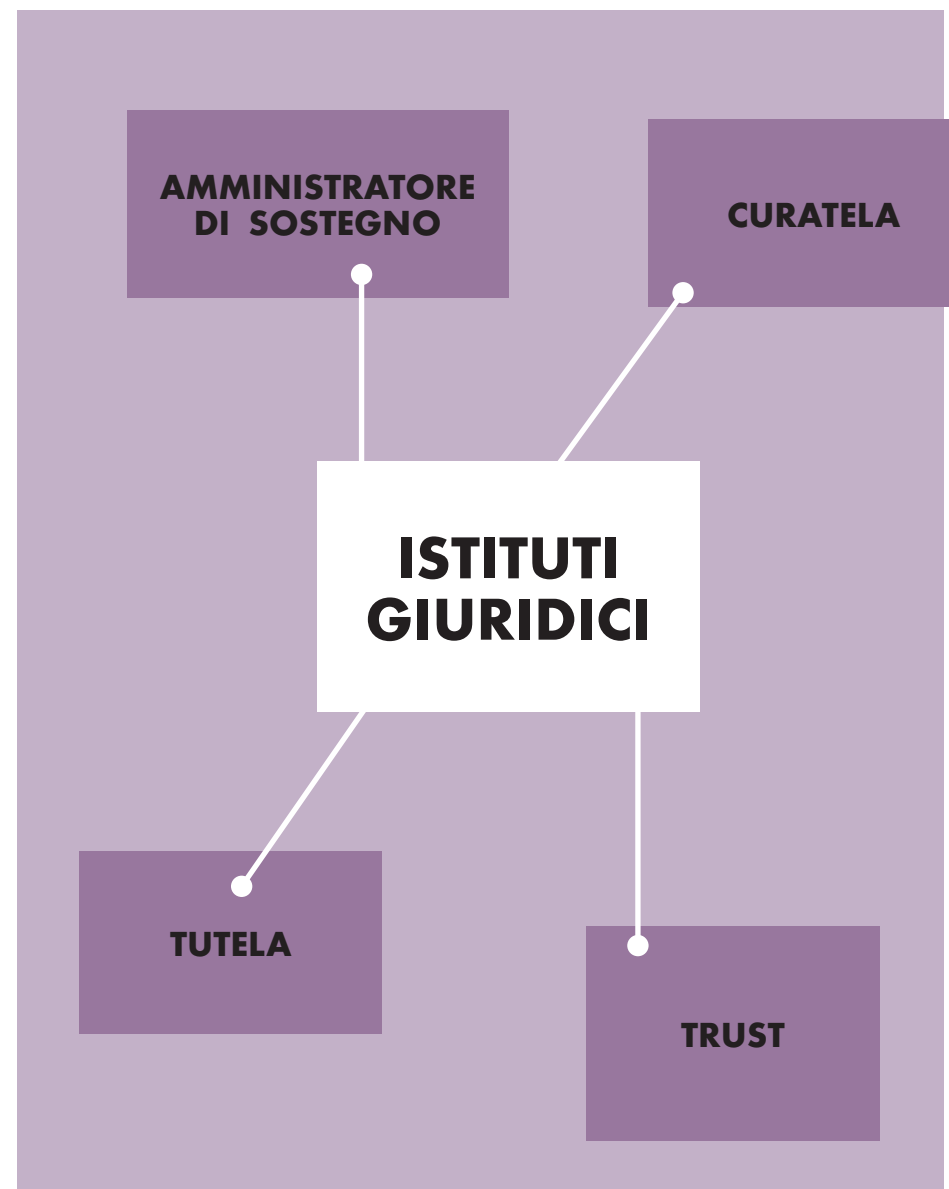 AMMINISTRATORE
DI SOSTEGNO
CURATELA
ISTITUTI
GIURIDICI
TUTELA
TRUST